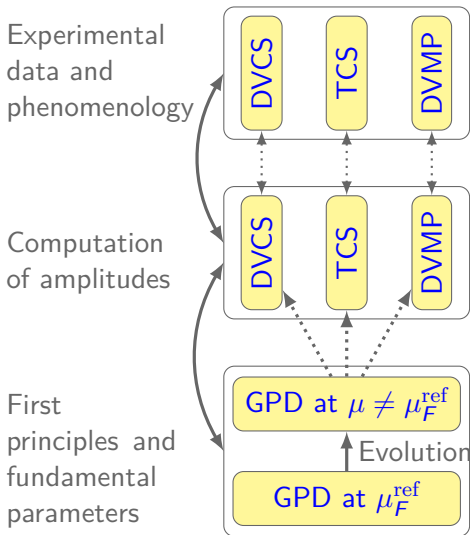 Experimental
data and
phenomenology
DVCS
TCS
DVMP
Computation
of amplitudes
DVCS
TCS
DVMP
First
principles and
fundamental
parameters
GPD at μ ≠ μ_F^ref
Evolution
GPD at μ_F^ref